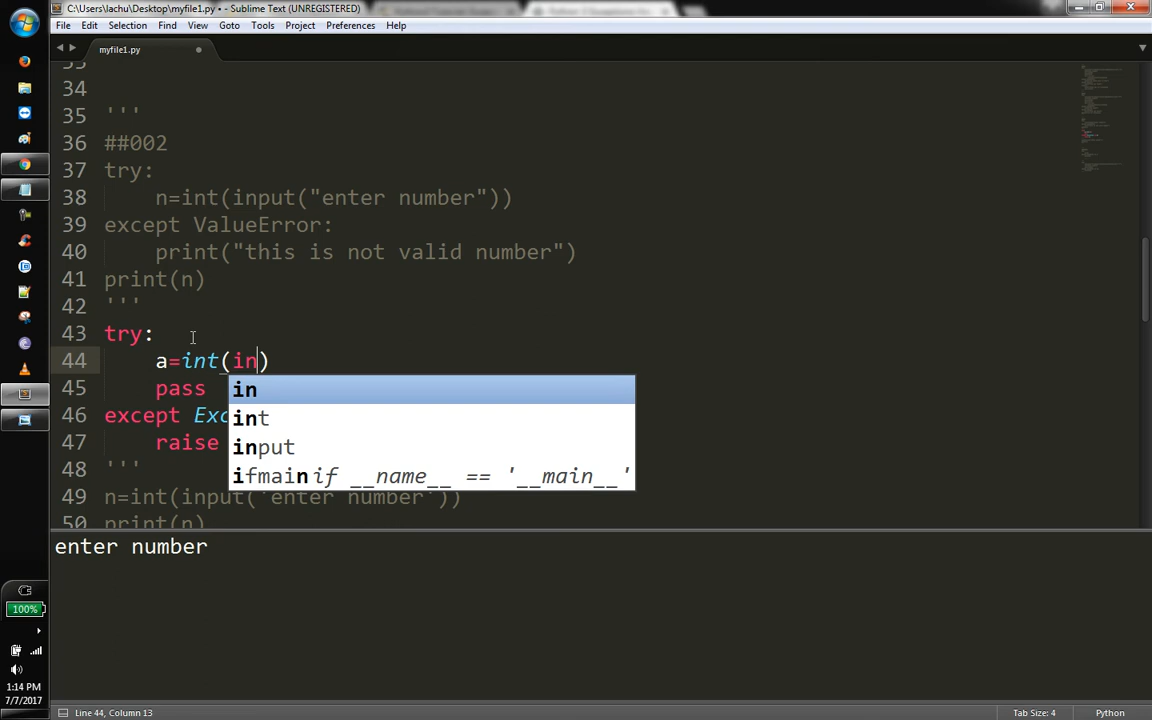 C:\Users\lachu\Desktop\myfile1.py • - Sublime Text (UNREGISTERED)
File Edit Selection Find View Goto Tools Project Preferences Help
myfile1.py
33
34
35 '''
36 ##002
37 try:
38 n=int(input("enter number"))
39 except ValueError:
40 print("this is not valid number")
41 print(n)
42 '''
43 try:
44 a=int(in)
in
45 pass
int
46 except Exc
input
47 raise
ifmain if __name__ == '__main__'
48 '''
49 n=int(input('enter number'))
50 print(n)
enter number
100%
1:14 PM
7/7/2017
Line 44, Column 13
Tab Size: 4
Python